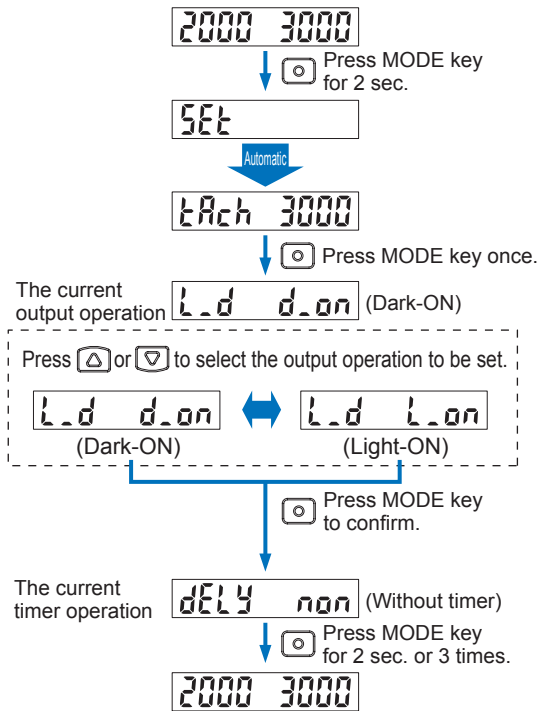 2000 3000
Press MODE key
for 2 sec.
SEt
Automatic
tAch 3000
Press MODE key once.
The current
output operation
L_d d_on (Dark-ON)
Press or to select the output operation to be set.
L_d d_on L_d L_on
(Dark-ON) (Light-ON)
Press MODE key
to confirm.
The current
timer operation
dELY non (Without timer)
Press MODE key
for 2 sec. or 3 times.
2000 3000